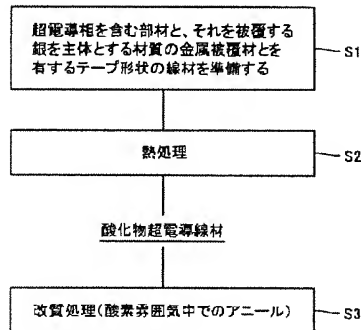 超電導相を含む部材と、それを被覆する
銀を主体とする材質の金属被覆材とを
有するテープ形状の線材を準備する
S1
熱処理
S2
酸化物超電導線材
改質処理(酸素雰囲気中でのアニール)
S3